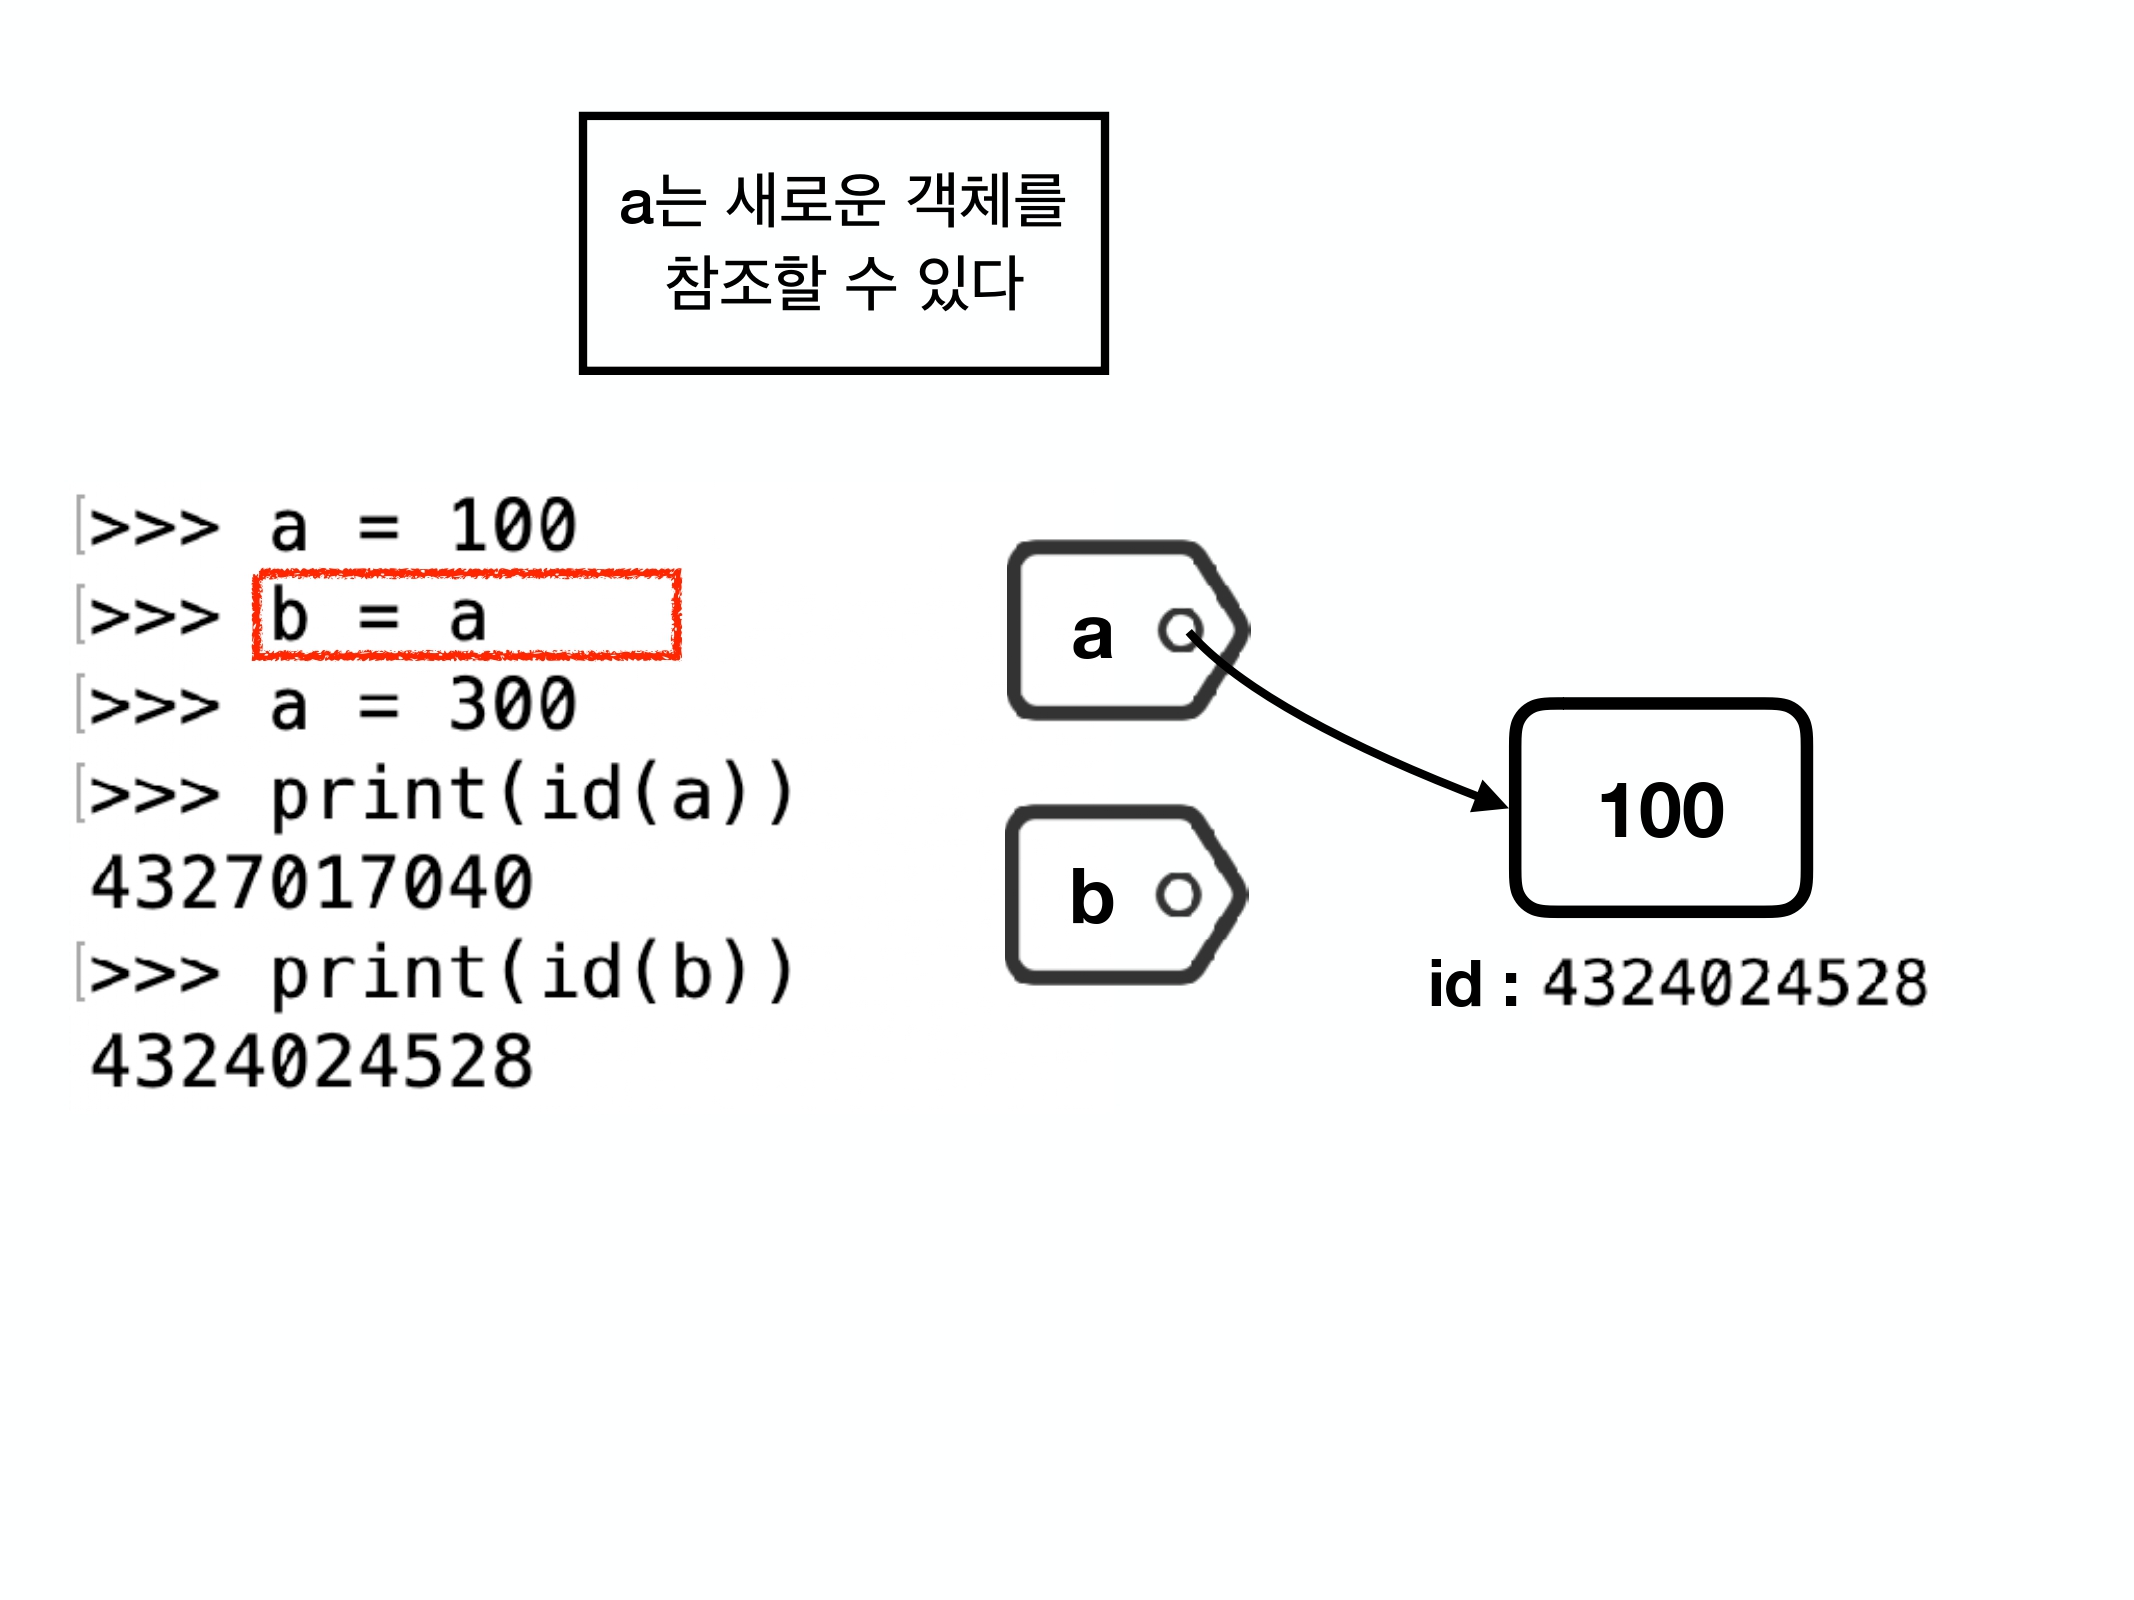 a는 새로운 객체를
참조할 수 있다
>>> a = 100
>>> b = a
>>> a = 300
>>> print(id(a))
4327017040
>>> print(id(b))
4324024528
a
b
100
id : 4324024528